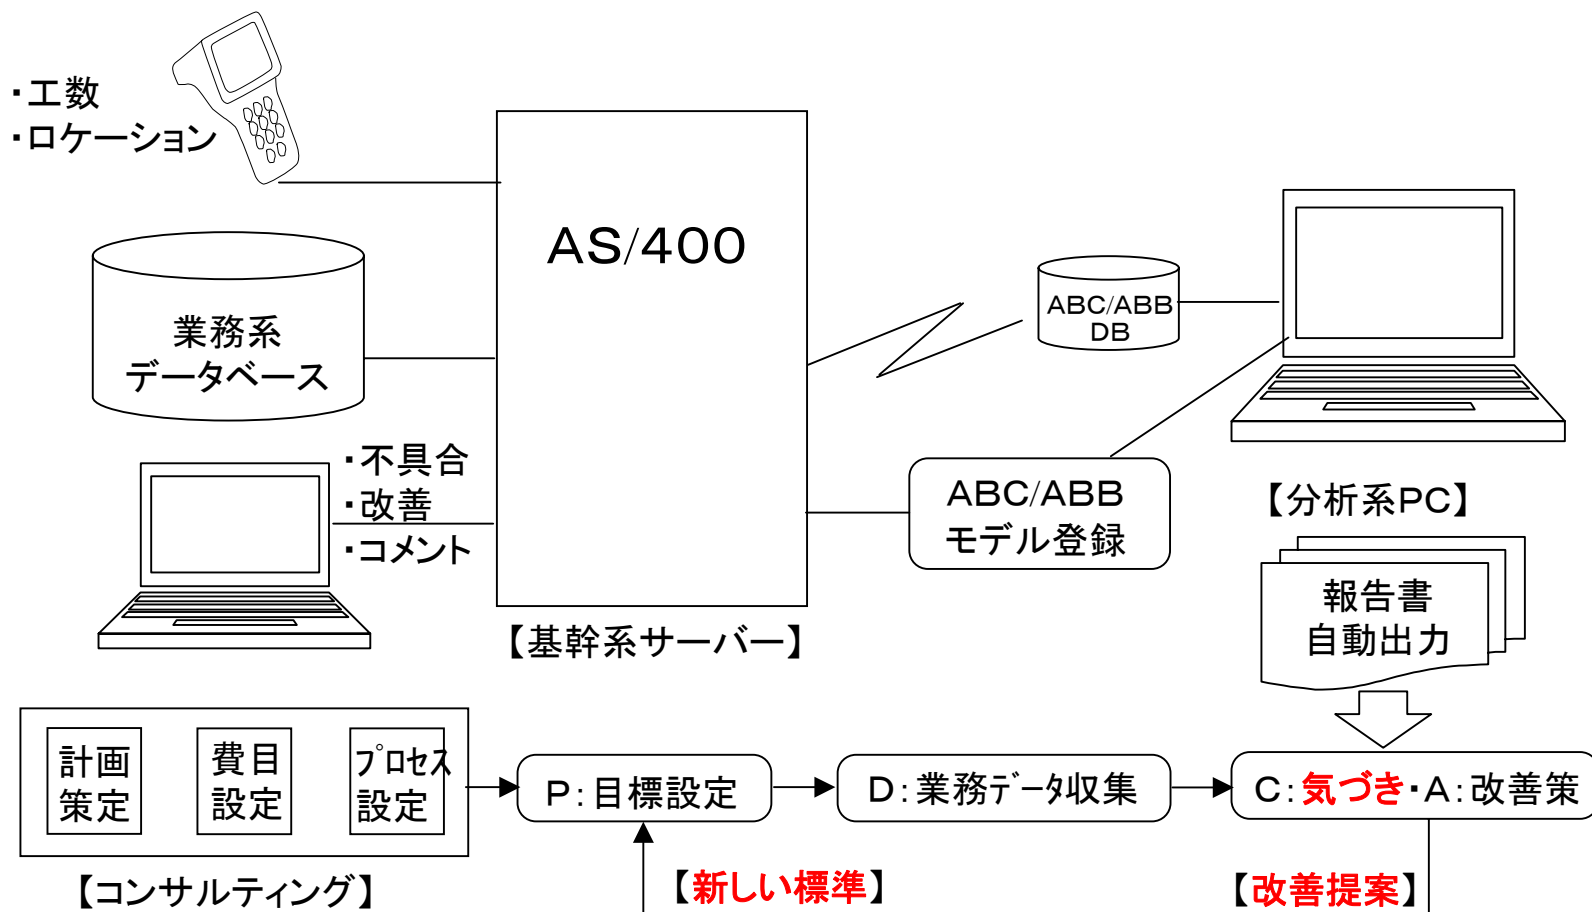 ・工数
・ロケーション
AS/400
業務系
データベース
ABC/ABB
DB
・不具合
・改善
・コメント
ABC/ABB
モデル登録
【分析系PC】
【基幹系サーバー】
報告書
自動出力
計画
策定
費目
設定
プロセス
設定
P:目標設定
D:業務データ収集
C:気づき・A:改善策
【コンサルティング】
【新しい標準】
【改善提案】